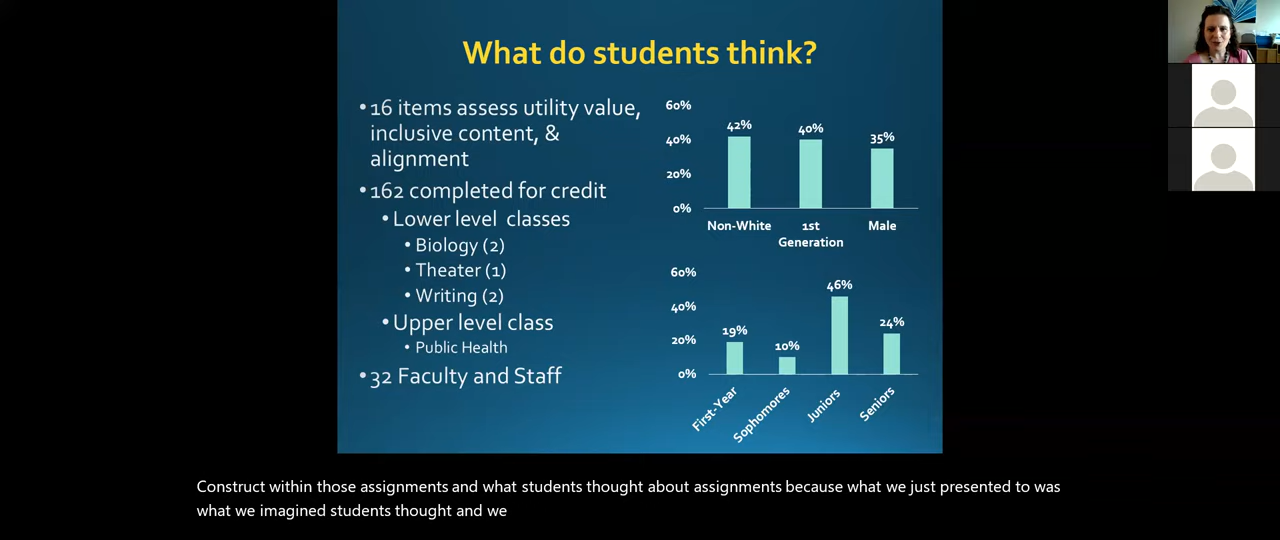 What do students think?
•16 items assess utility value,
inclusive content, &
alignment
•162 completed for credit
•Lower level classes
•Biology (2)
•Theater (1)
•Writing (2)
•Upper level class
•Public Health
•32 Faculty and Staff
60%
40%
20%
0%
42%
40%
35%
Non-White
1st
Generation
Male
60%
40%
20%
0%
19%
10%
46%
24%
First-Year
Sophomores
Juniors
Seniors
Construct within those assignments and what students thought about assignments because what we just presented to was
what we imagined students thought and we